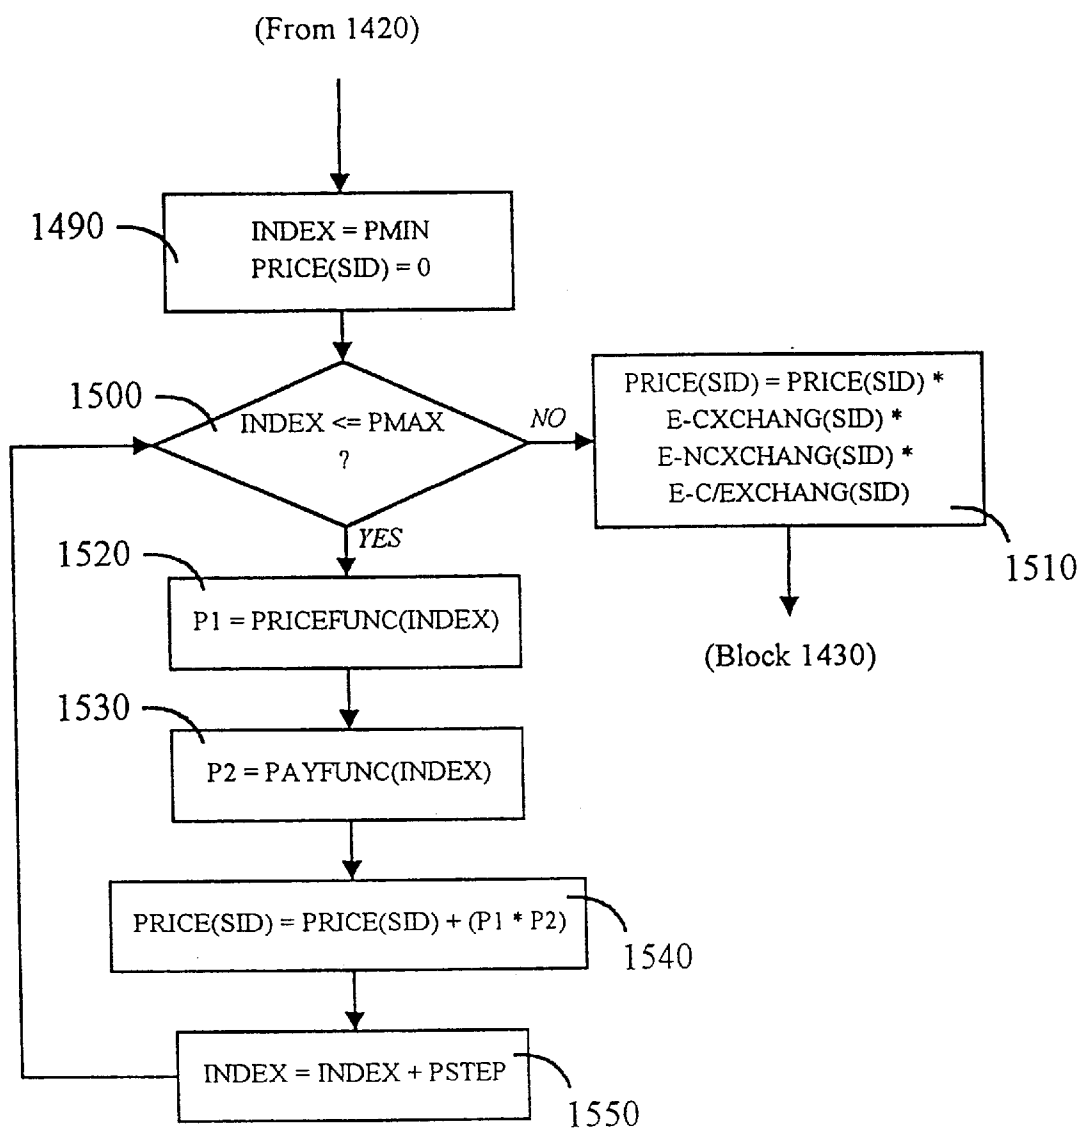 (From 1420)
1490
INDEX = PMIN
PRICE(SID) = 0
1500
INDEX <= PMAX
?
NO
YES
PRICE(SID) = PRICE(SID) *
E-CXCHANG(SID) *
E-NCXCHANG(SID) *
E-C/EXCHANG(SID)
1510
(Block 1430)
1520
P1 = PRICEFUNC(INDEX)
1530
P2 = PAYFUNC(INDEX)
PRICE(SID) = PRICE(SID) + (P1 * P2)
1540
INDEX = INDEX + PSTEP
1550